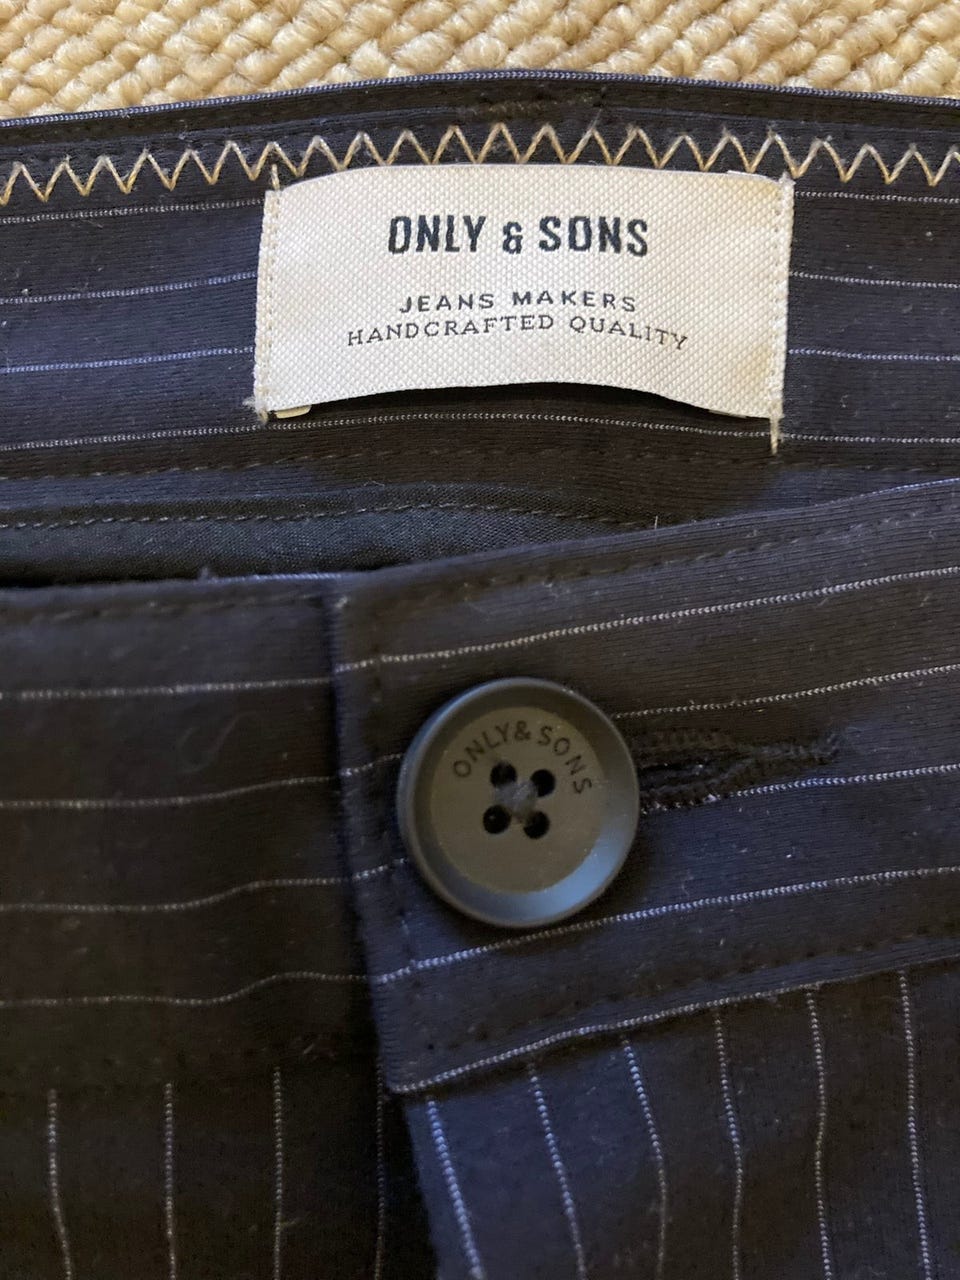 ONLY & SONS
JEANS MAKERS
HANDCRAFTED QUALITY
ONLY & SONS